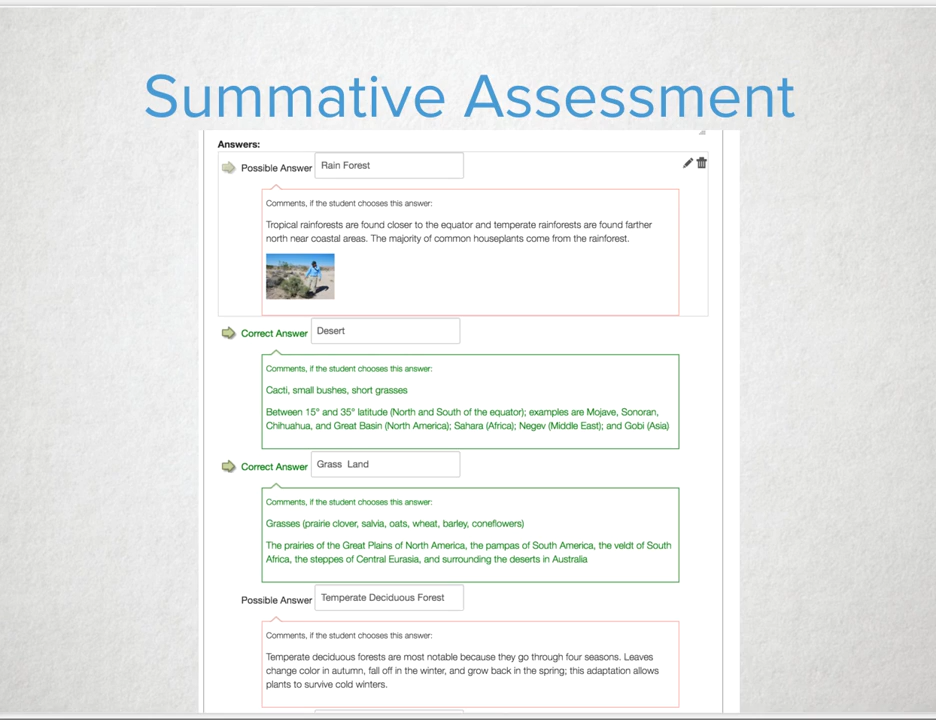 Summative Assessment
Answers:
Possible Answer Rain Forest
Comments, if the student chooses this answer:
Tropical rainforests are found closer to the equator and temperate rainforests are found farther
north near coastal areas. The majority of common houseplants come from the rainforest.
Correct Answer Desert
Comments, if the student chooses this answer:
Cacti, small bushes, short grasses
Between 15° and 35° latitude (North and South of the equator); examples are Mojave, Sonoran,
Chihuahua, and Great Basin (North America); Sahara (Africa); Negev (Middle East); and Gobi (Asia)
Correct Answer Grass Land
Comments, if the student chooses this answer:
Grasses (prairie clover, salvia, oats, wheat, barley, coneflowers)
The prairies of the Great Plains of North America, the pampas of South America, the veldt of South
Africa, the steppes of Central Eurasia, and surrounding the deserts in Australia
Possible Answer Temperate Deciduous Forest
Comments, if the student chooses this answer:
Temperate deciduous forests are most notable because they go through four seasons. Leaves
change color in autumn, fall off in the winter, and grow back in the spring; this adaptation allows
plants to survive cold winters.